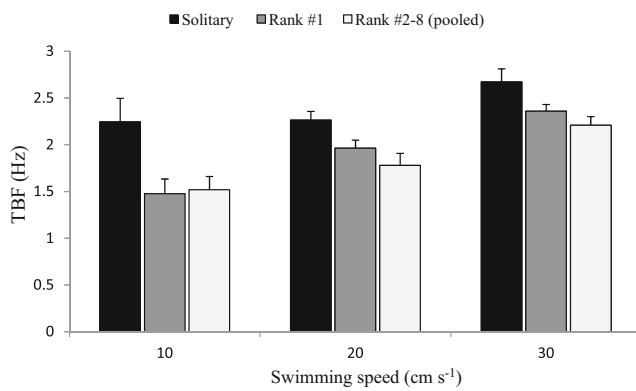 Solitary Rank #1 Rank #2-8 (pooled)
3
2.5
2
1.5
1
0.5
0
TBF (Hz)
10 20 30
Swimming speed (cm s⁻¹)